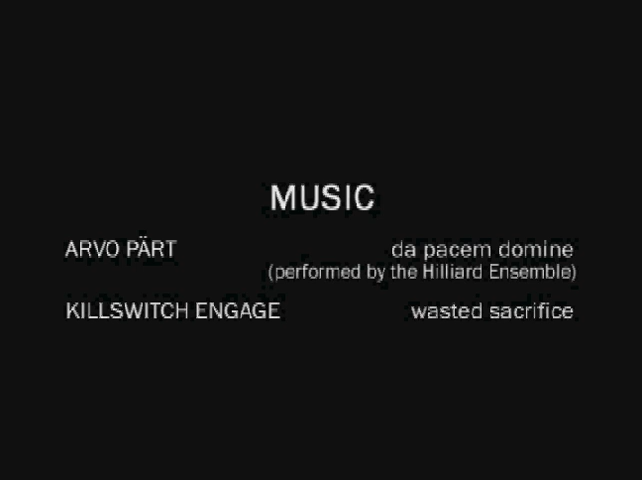 MUSIC
ARVO PÄRT da pacem domine
(performed by the Hilliard Ensemble)
KILLSWITCH ENGAGE wasted sacrifice